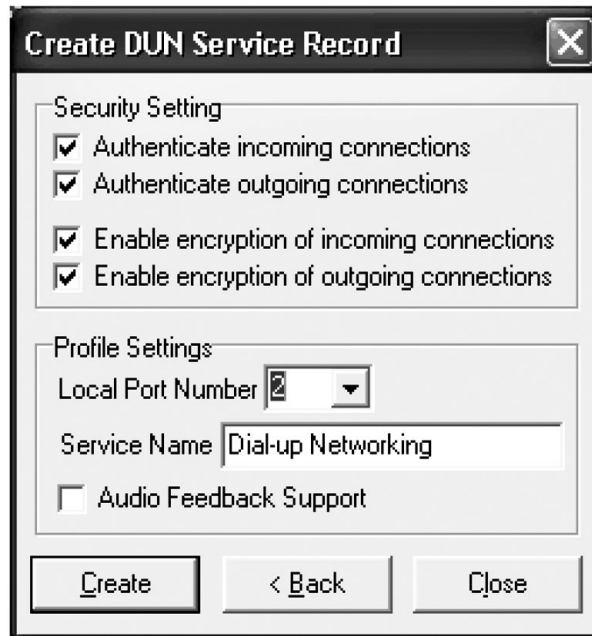 Create DUN Service Record
Security Setting
Authenticate incoming connections
Authenticate outgoing connections
Enable encryption of incoming connections
Enable encryption of outgoing connections
Profile Settings
Local Port Number 2
Service Name Dial-up Networking
Audio Feedback Support
Create < Back Close